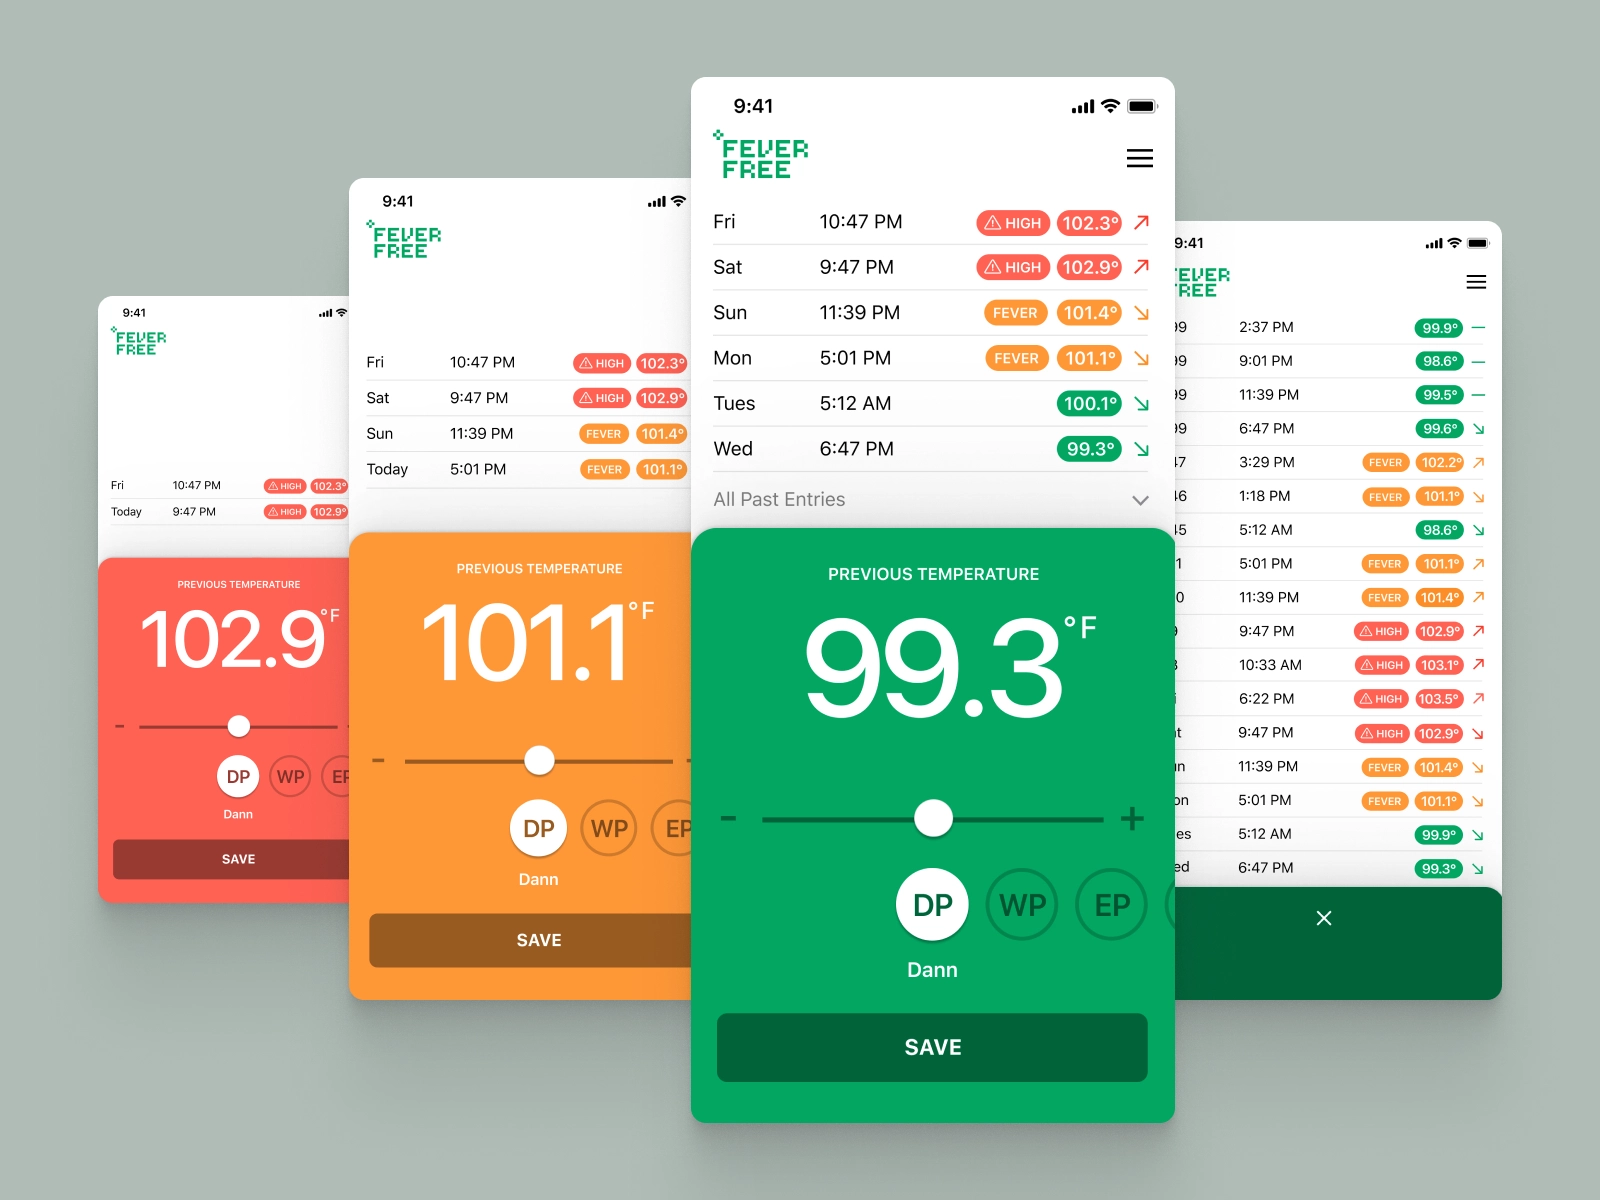 9:41
FEVER
FREE
Fri 10:47 PM HIGH 102.3°
Today 9:47 PM HIGH 102.9°
PREVIOUS TEMPERATURE
102.9°F
-
DP WP EP
Dann
SAVE
9:41
FEVER
FREE
Fri 10:47 PM HIGH 102.3°
Sat 9:47 PM HIGH 102.9°
Sun 11:39 PM FEVER 101.4°
Today 5:01 PM FEVER 101.1°
PREVIOUS TEMPERATURE
101.1°F
-
DP WP EP
Dann
SAVE
9:41
FEVER
FREE
Fri 10:47 PM HIGH 102.3°
Sat 9:47 PM HIGH 102.9°
Sun 11:39 PM FEVER 101.4°
Mon 5:01 PM FEVER 101.1°
Tues 5:12 AM 100.1°
Wed 6:47 PM 99.3°
All Past Entries
PREVIOUS TEMPERATURE
99.3°F
- +
DP WP EP
Dann
SAVE
9:41
FEVER
FREE
99 2:37 PM 99.9°
99 9:01 PM 98.6°
99 11:39 PM 99.5°
99 6:47 PM 99.6°
47 3:29 PM FEVER 102.2°
46 1:18 PM FEVER 101.1°
45 5:12 AM 98.6°
1 5:01 PM FEVER 101.1°
0 11:39 PM FEVER 101.4°
9:47 PM HIGH 102.9°
10:33 AM HIGH 103.1°
6:22 PM HIGH 103.5°
9:47 PM HIGH 102.9°
11:39 PM FEVER 101.4°
on 5:01 PM FEVER 101.1°
es 5:12 AM 99.9°
ed 6:47 PM 99.3°